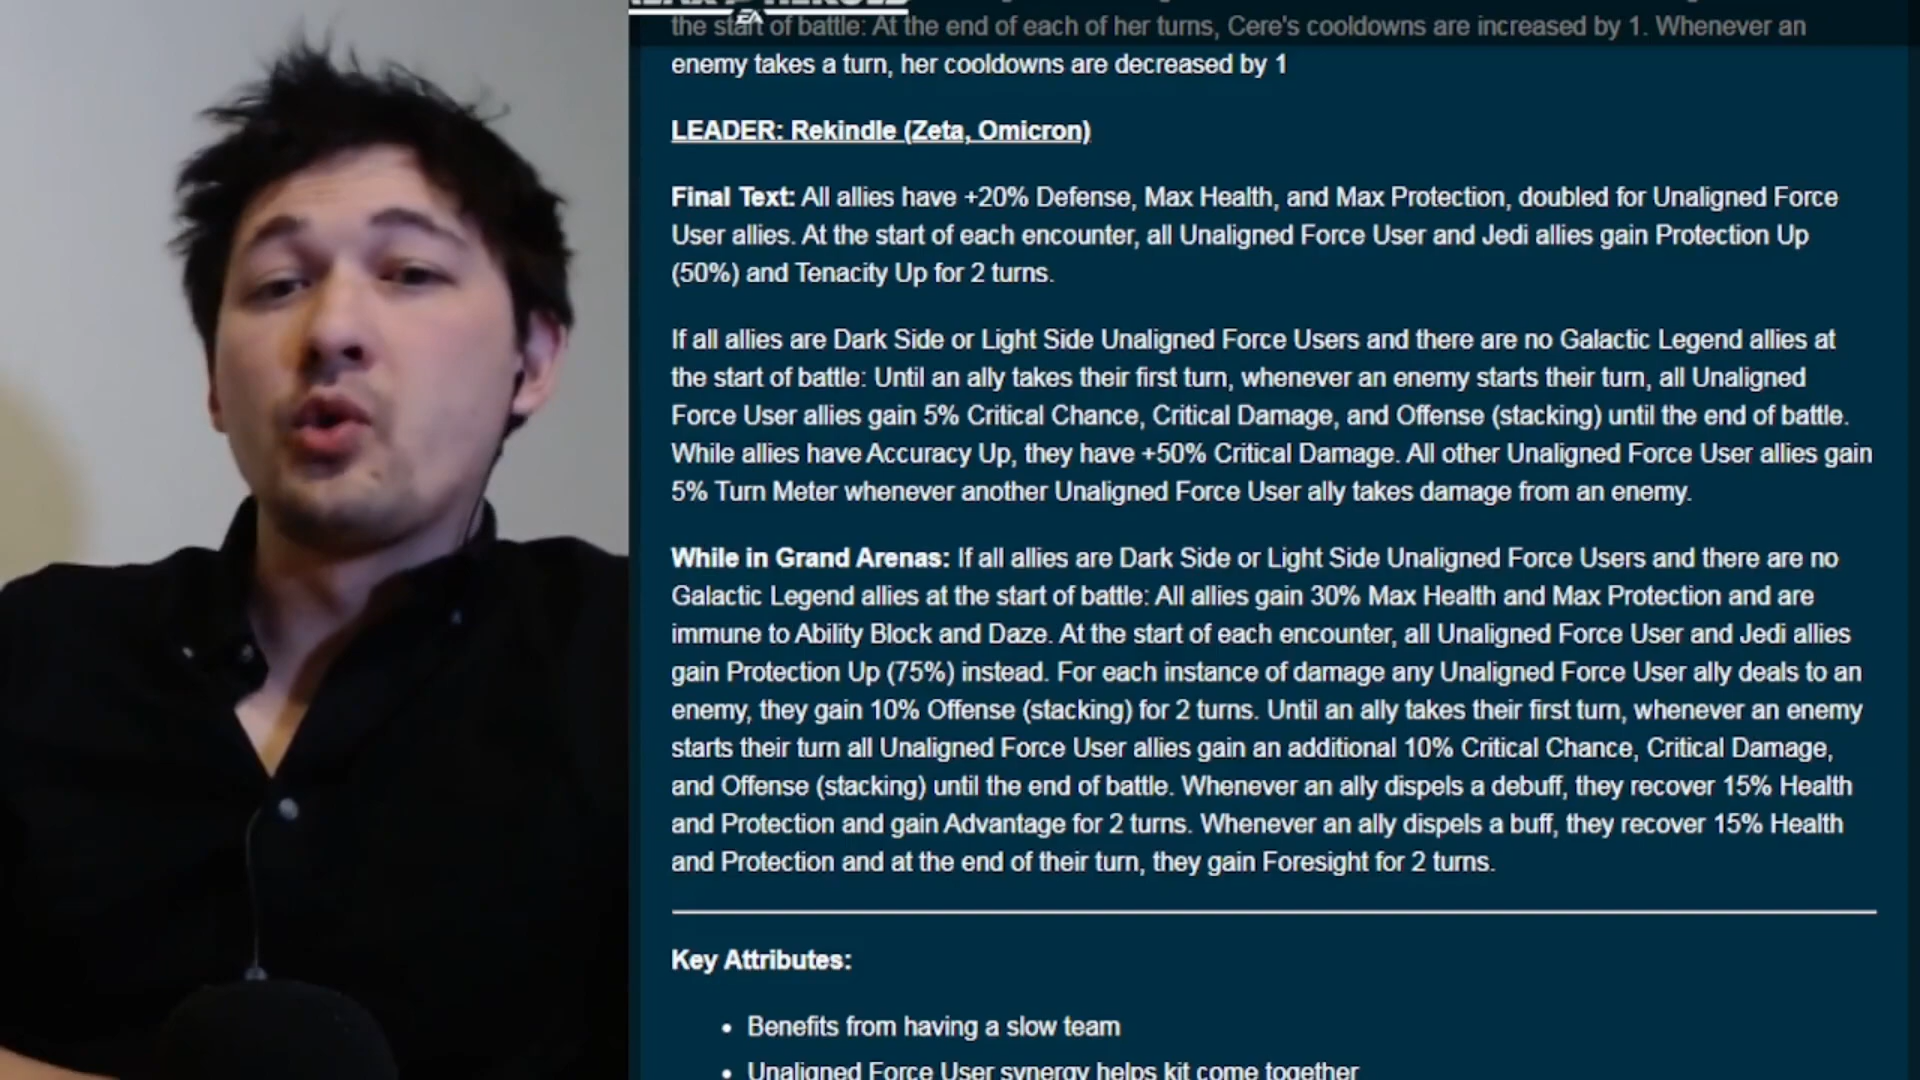 EA
the start of battle: At the end of each of her turns, Cere's cooldowns are increased by 1. Whenever an
enemy takes a turn, her cooldowns are decreased by 1
LEADER: Rekindle (Zeta, Omicron)
Final Text: All allies have +20% Defense, Max Health, and Max Protection, doubled for Unaligned Force
User allies. At the start of each encounter, all Unaligned Force User and Jedi allies gain Protection Up
(50%) and Tenacity Up for 2 turns.
If all allies are Dark Side or Light Side Unaligned Force Users and there are no Galactic Legend allies at
the start of battle: Until an ally takes their first turn, whenever an enemy starts their turn, all Unaligned
Force User allies gain 5% Critical Chance, Critical Damage, and Offense (stacking) until the end of battle.
While allies have Accuracy Up, they have +50% Critical Damage. All other Unaligned Force User allies gain
5% Turn Meter whenever another Unaligned Force User ally takes damage from an enemy.
While in Grand Arenas: If all allies are Dark Side or Light Side Unaligned Force Users and there are no
Galactic Legend allies at the start of battle: All allies gain 30% Max Health and Max Protection and are
immune to Ability Block and Daze. At the start of each encounter, all Unaligned Force User and Jedi allies
gain Protection Up (75%) instead. For each instance of damage any Unaligned Force User ally deals to an
enemy, they gain 10% Offense (stacking) for 2 turns. Until an ally takes their first turn, whenever an enemy
starts their turn all Unaligned Force User allies gain an additional 10% Critical Chance, Critical Damage,
and Offense (stacking) until the end of battle. Whenever an ally dispels a debuff, they recover 15% Health
and Protection and gain Advantage for 2 turns. Whenever an ally dispels a buff, they recover 15% Health
and Protection and at the end of their turn, they gain Foresight for 2 turns.
Key Attributes:
• Benefits from having a slow team
• Unaligned Force User synergy helps kit come together